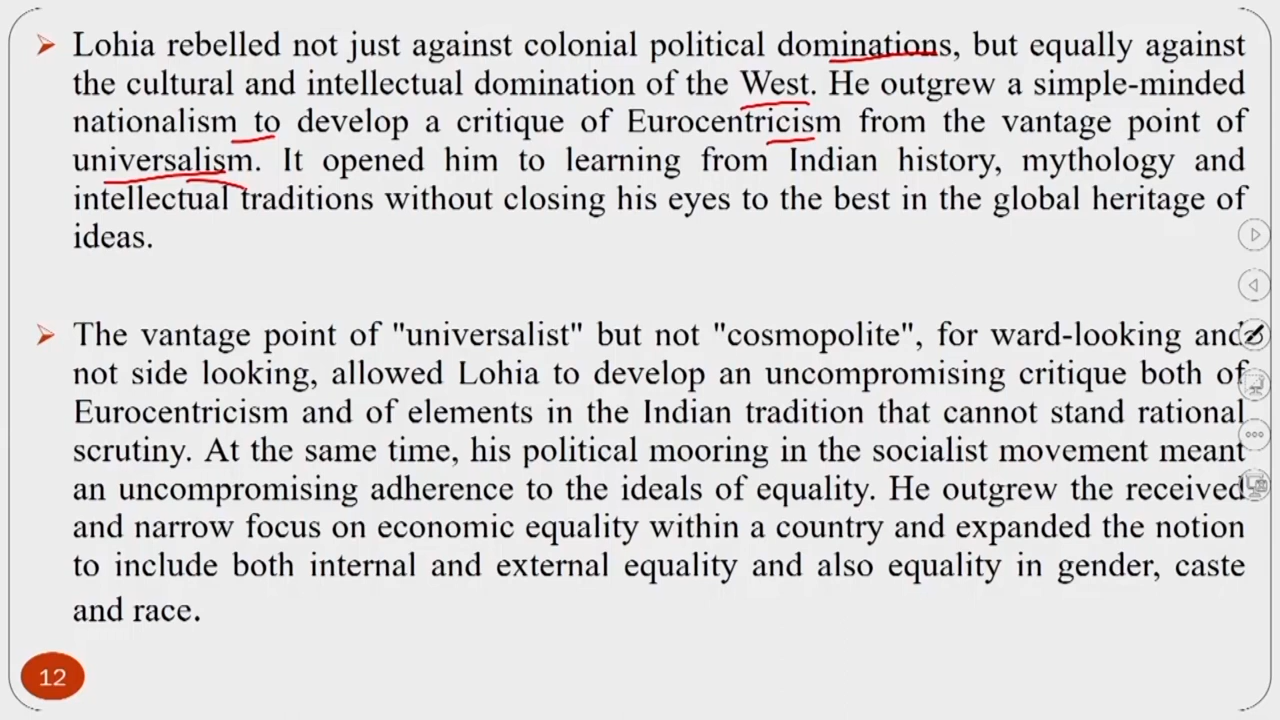 Lohia rebelled not just against colonial political dominations, but equally against
the cultural and intellectual domination of the West. He outgrew a simple-minded
nationalism to develop a critique of Eurocentricism from the vantage point of
universalism. It opened him to learning from Indian history, mythology and
intellectual traditions without closing his eyes to the best in the global heritage of
ideas.
The vantage point of "universalist" but not "cosmopolite", for ward-looking and
not side looking, allowed Lohia to develop an uncompromising critique both of
Eurocentricism and of elements in the Indian tradition that cannot stand rational
scrutiny. At the same time, his political mooring in the socialist movement meant
an uncompromising adherence to the ideals of equality. He outgrew the received
and narrow focus on economic equality within a country and expanded the notion
to include both internal and external equality and also equality in gender, caste
and race.
12